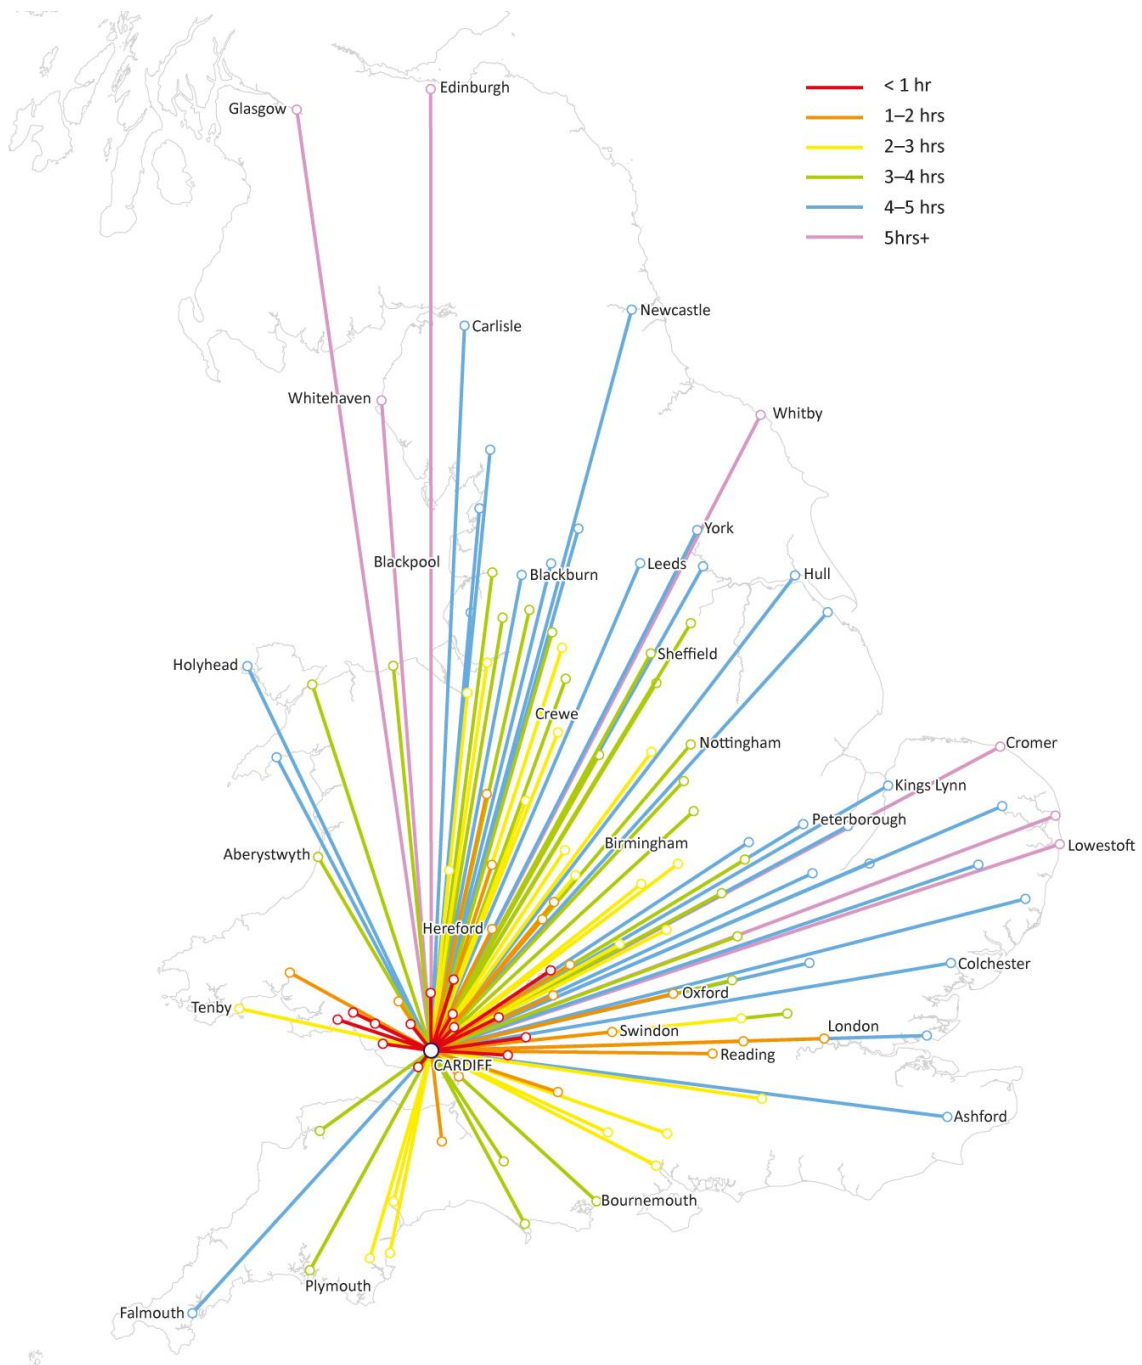 Edinburgh
Glasgow
< 1 hr
1–2 hrs
2–3 hrs
3–4 hrs
4–5 hrs
5hrs+
Newcastle
Carlisle
Whitehaven
Whitby
York
Blackpool
Leeds
Blackburn
Hull
Sheffield
Holyhead
Crewe
Nottingham
Cromer
Kings Lynn
Peterborough
Birmingham
Lowestoft
Aberystwyth
Hereford
Colchester
Oxford
Tenby
London
Swindon
Reading
CARDIFF
Ashford
Bournemouth
Plymouth
Falmouth